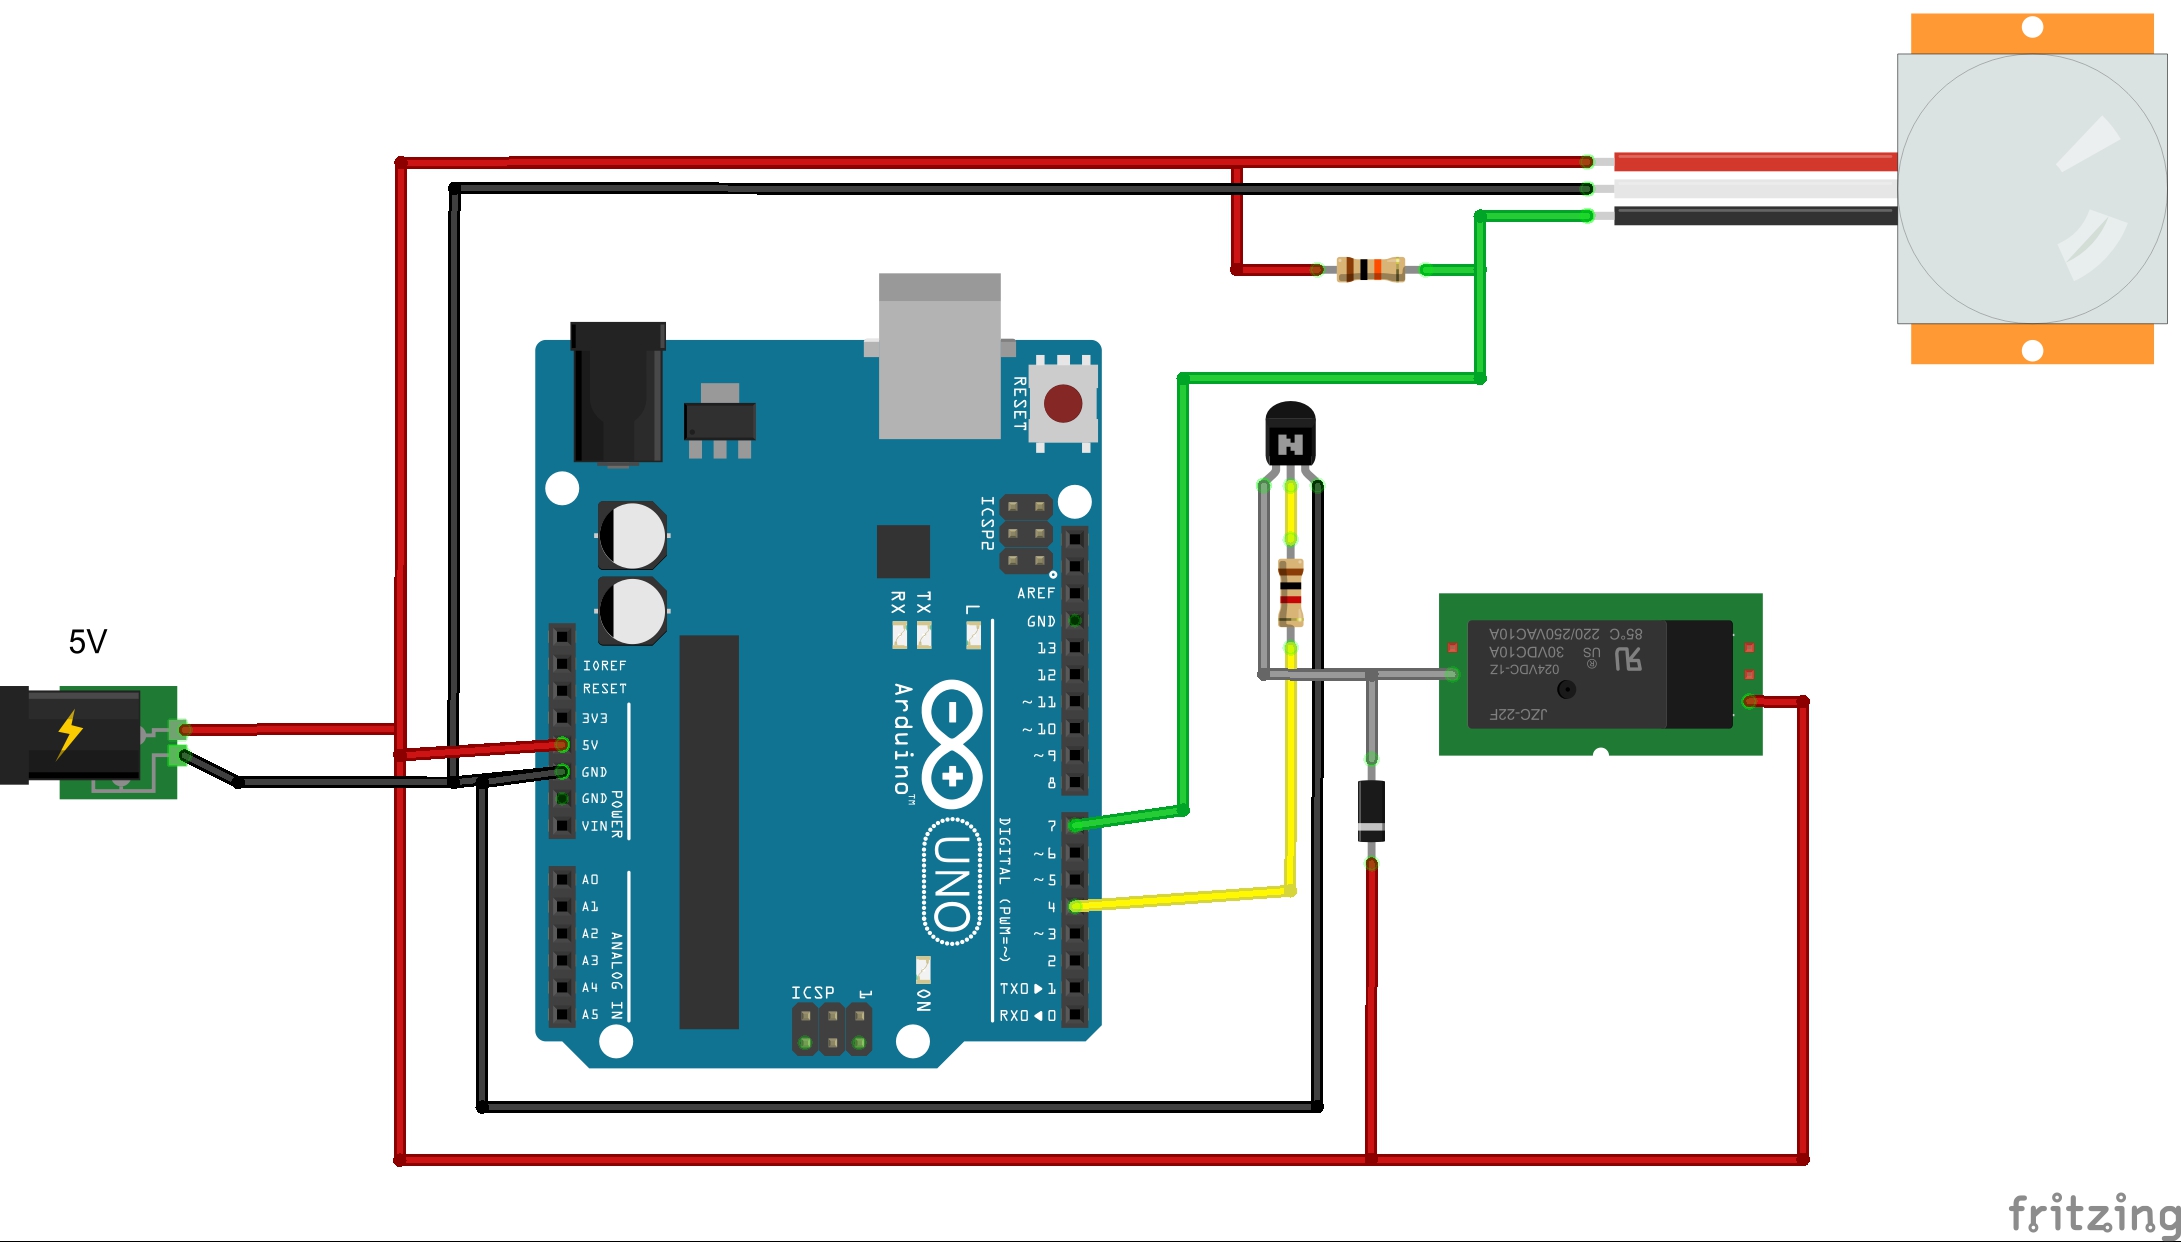 5V
RESET
ICSP2
AREF
GND
RX
TX
L
13
12
~11
~10
~9
8
IOREF
RESET
3V3
5V
GND
GND
VIN
POWER
Arduino™
UNO
DIGITAL (PWM=~)
7
~6
~5
4
~3
2
TX0▶1
RX0◀0
A0
A1
A2
A3
A4
A5
ANALOG IN
ICSP
1
ON
N
220/250VAC10A 85°C
30VDC10A
US
®
024VDC-1Z
JZC-22F
fritzing